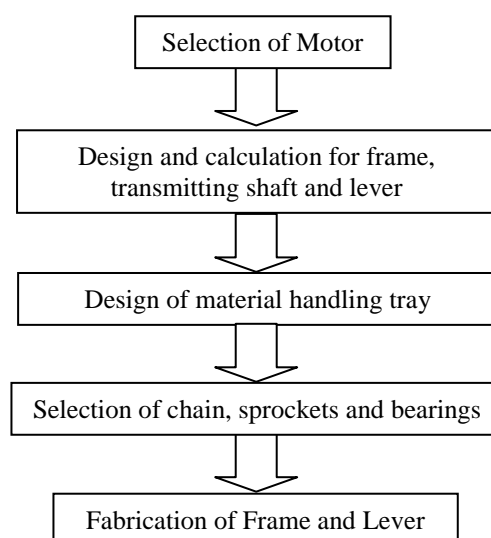 Selection of Motor
Design and calculation for frame,
transmitting shaft and lever
Design of material handling tray
Selection of chain, sprockets and bearings
Fabrication of Frame and Lever